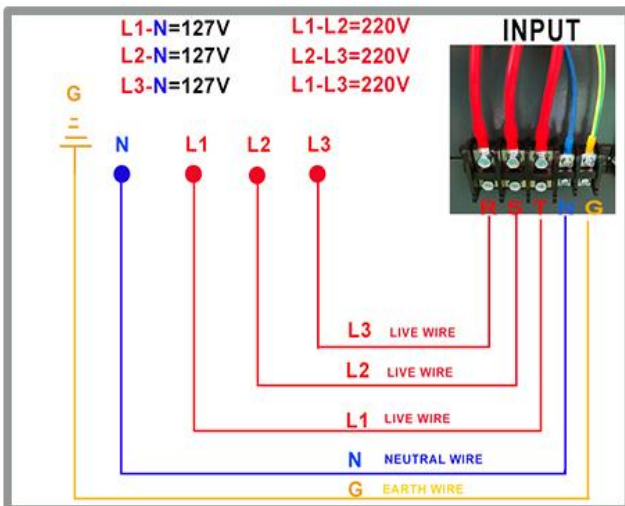 L1-N=127V L1-L2=220V INPUT
L2-N=127V L2-L3=220V
L3-N=127V L1-L3=220V
G
N L1 L2 L3
R S T N G
L3 LIVE WIRE
L2 LIVE WIRE
L1 LIVE WIRE
N NEUTRAL WIRE
G EARTH WIRE